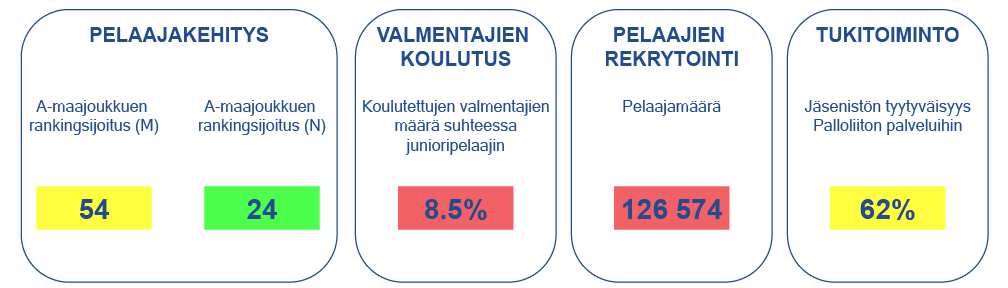 PELAAJAKEHITYS
A-maajoukkuen
rankingsijoitus (M)
54
A-maajoukkuen
rankingsijoitus (N)
24
VALMENTAJIEN
KOULUTUS
Koulutettujen valmentajien
määrä suhteessa
junioripelaajin
8.5%
PELAAJIEN
REKRYTOINTI
Pelaajamäärä
126 574
TUKITOIMINTO
Jäsenistön tyytyväisyys
Palloliiton palveluihin
62%